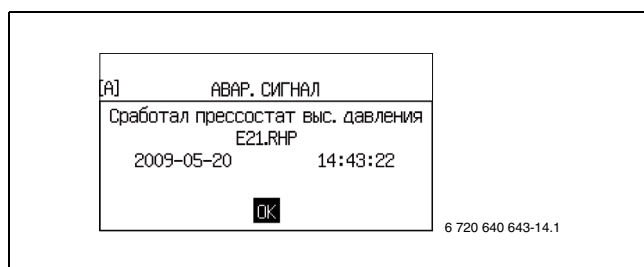 [A] АВАР. СИГНАЛ
Сработал прессостат выс. давления
E21.RHP
2009-05-20 14:43:22
OK
6 720 640 643-14.1